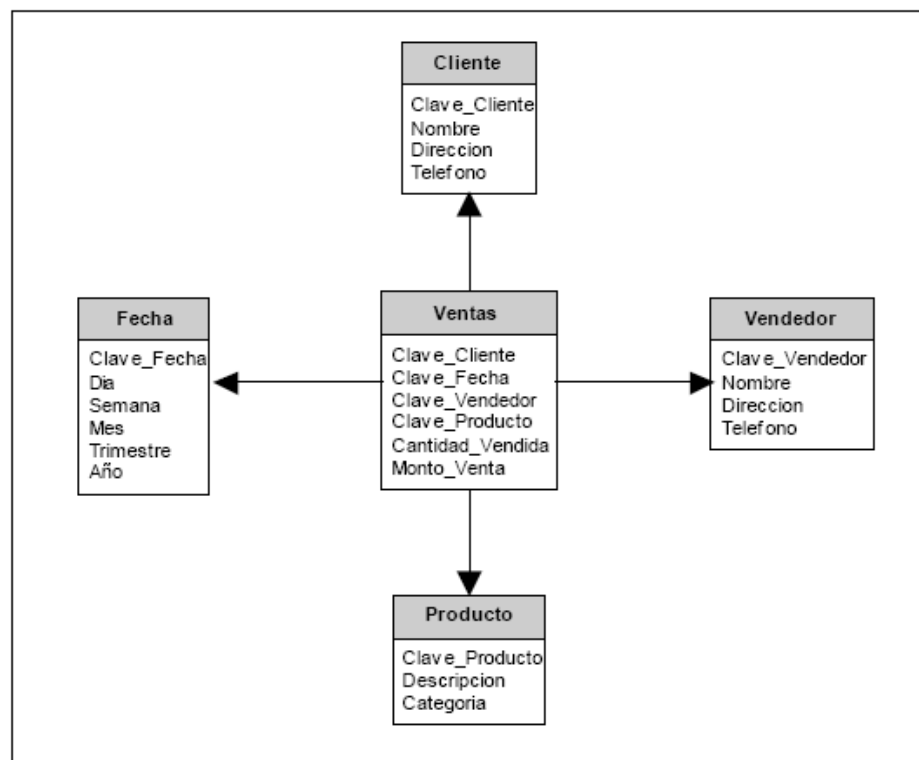 Cliente
Clave_Cliente
Nombre
Direccion
Telefono
Fecha
Clave_Fecha
Dia
Semana
Mes
Trimestre
Año
Ventas
Clave_Cliente
Clave_Fecha
Clave_Vendedor
Clave_Producto
Cantidad_Vendida
Monto_Venta
Vendedor
Clave_Vendedor
Nombre
Direccion
Telefono
Producto
Clave_Producto
Descripcion
Categoria